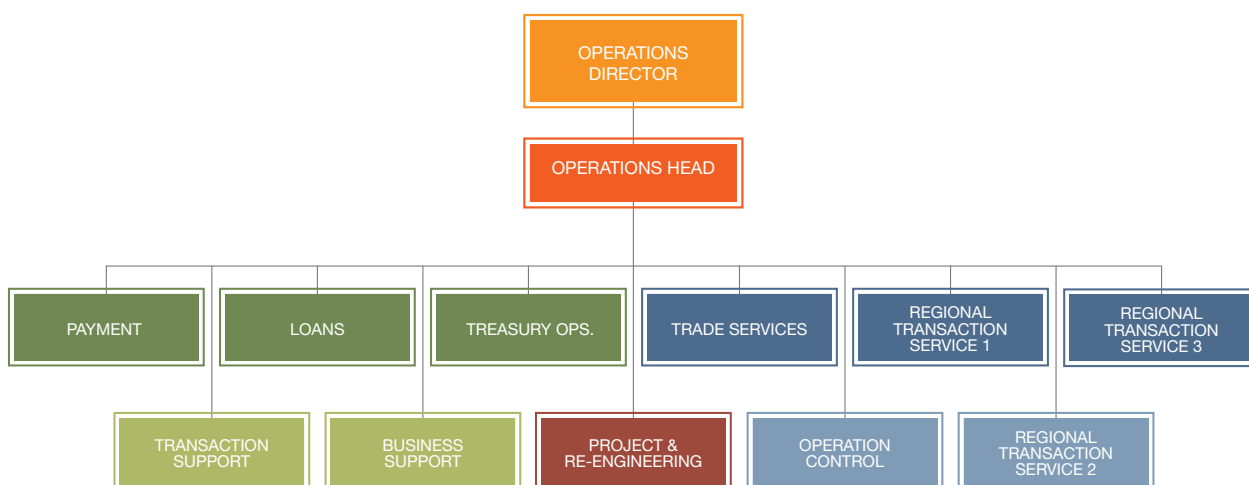 OPERATIONS
DIRECTOR
OPERATIONS HEAD
PAYMENT
LOANS
TREASURY OPS.
TRADE SERVICES
REGIONAL
TRANSACTION
SERVICE 1
REGIONAL
TRANSACTION
SERVICE 3
TRANSACTION
SUPPORT
BUSINESS
SUPPORT
PROJECT &
RE-ENGINEERING
OPERATION
CONTROL
REGIONAL
TRANSACTION
SERVICE 2